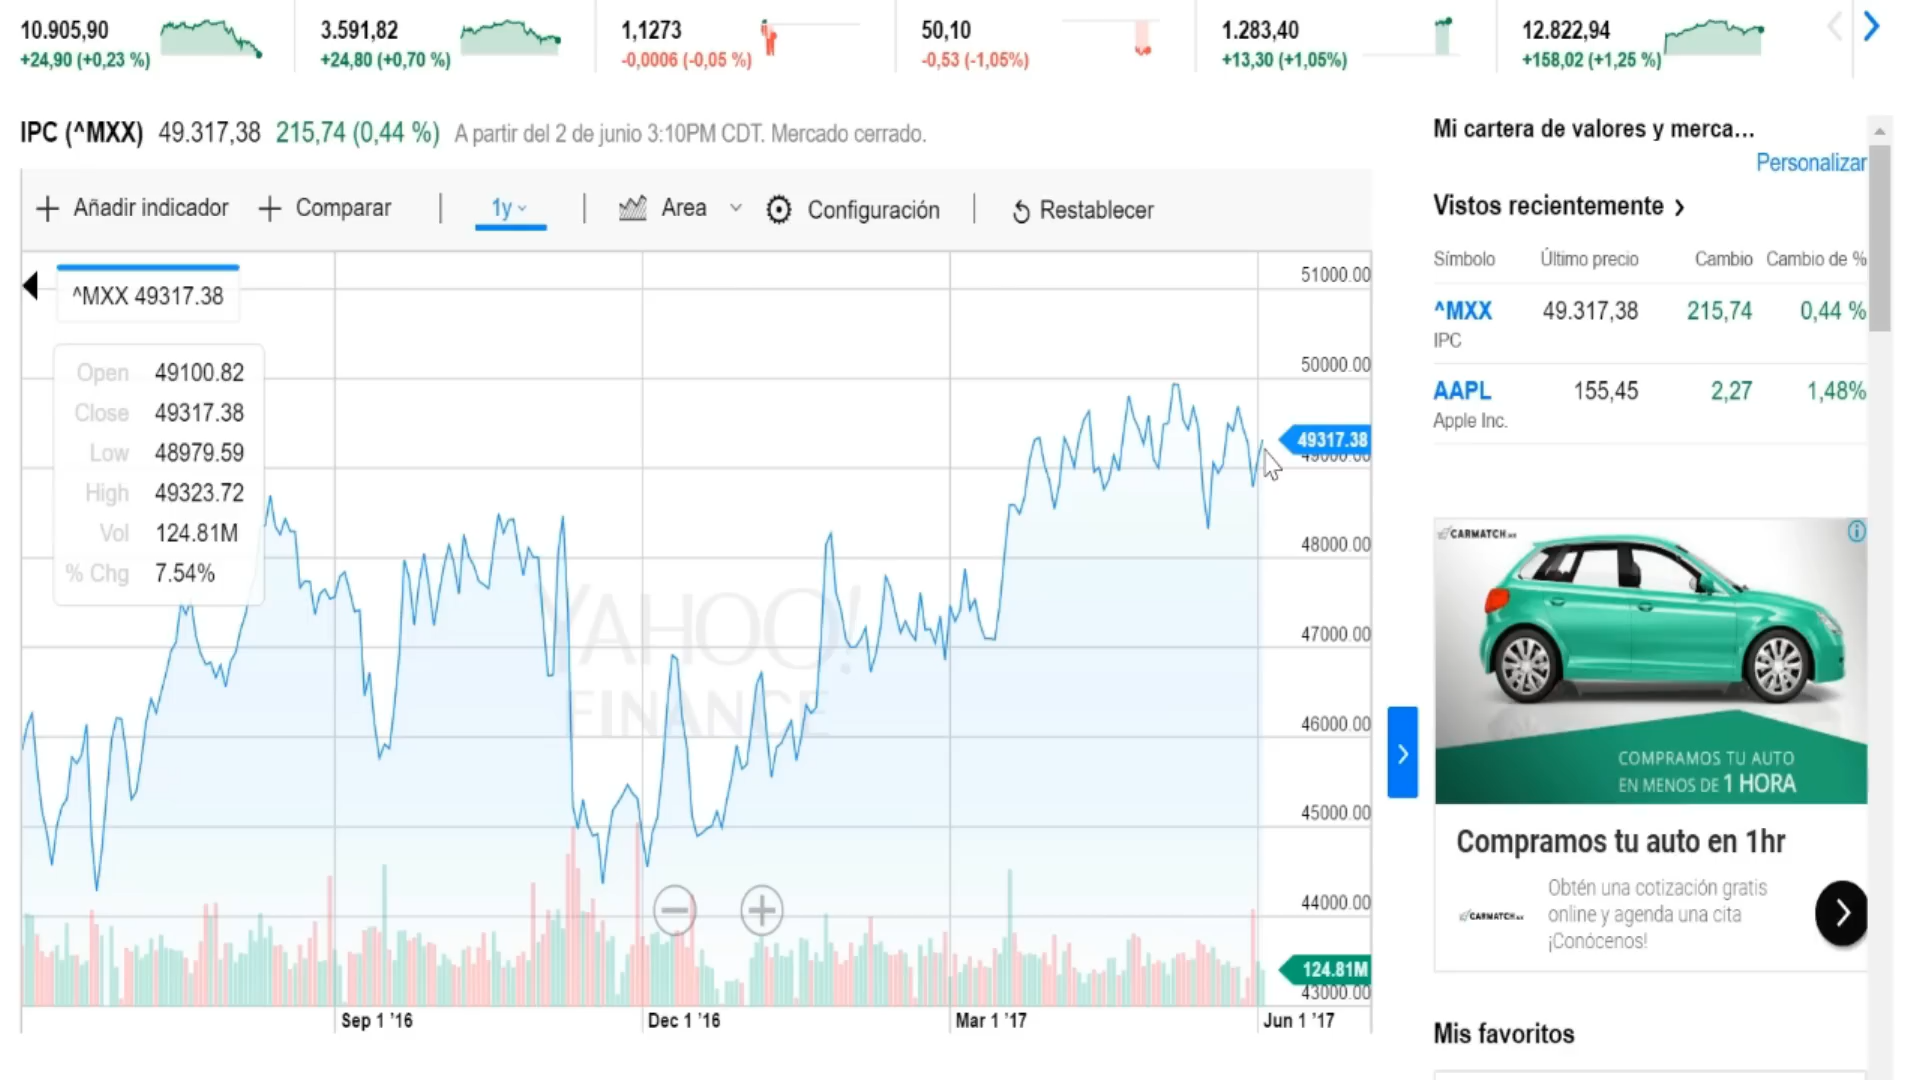 10.905,90
+24,90 (+0,23 %)
3.591,82
+24,80 (+0,70 %)
1,1273
-0,0006 (-0,05 %)
50,10
-0,53 (-1,05%)
1.283,40
+13,30 (+1,05%)
12.822,94
+158,02 (+1,25 %)
IPC (^MXX) 49.317,38 215,74 (0,44 %) A partir del 2 de junio 3:10PM CDT. Mercado cerrado.
Añadir indicador Comparar 1y Area Configuración Restablecer
^MXX 49317.38
Open 49100.82
Close 49317.38
Low 48979.59
High 49323.72
Vol 124.81M
% Chg 7.54%
YAHOO!
FINANCE
51000.00
50000.00
49317.38
49000.00
48000.00
47000.00
46000.00
45000.00
44000.00
124.81M
43000.00
Sep 1 '16 Dec 1 '16 Mar 1 '17 Jun 1 '17
Mi cartera de valores y merca...
Personalizar
Vistos recientemente
Símbolo Último precio Cambio Cambio de %
^MXX 49.317,38 215,74 0,44 %
IPC
AAPL 155,45 2,27 1,48%
Apple Inc.
CARMATCH.MX
COMPRAMOS TU AUTO
EN MENOS DE 1 HORA
Compramos tu auto en 1hr
CARMATCH.MX
Obtén una cotización gratis
online y agenda una cita
¡Conócenos!
Mis favoritos